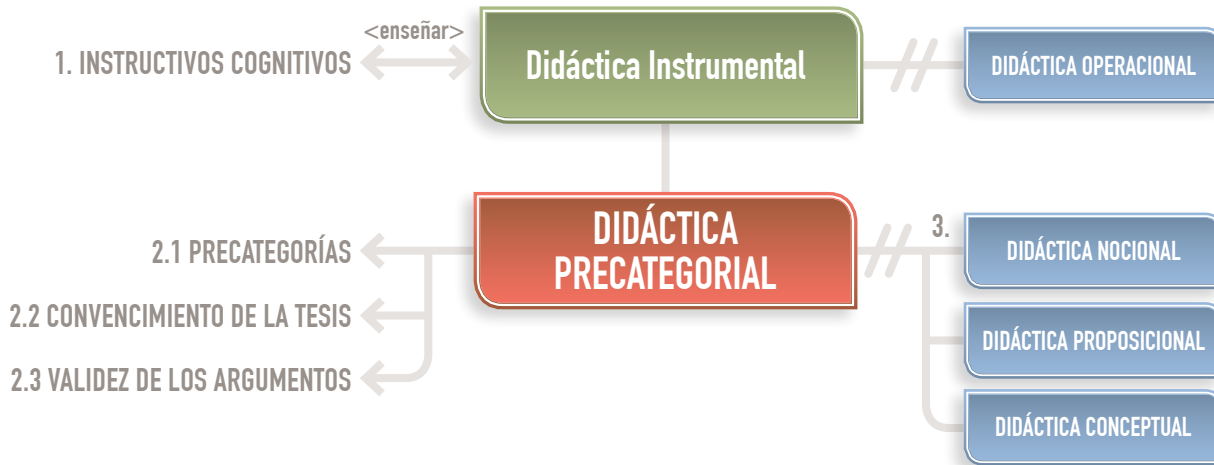 <enseñar>
1. INSTRUCTIVOS COGNITIVOS
Didáctica Instrumental
DIDÁCTICA OPERACIONAL
2.1 PRECATEGORÍAS
DIDÁCTICA
PRECATEGORIAL
3.
DIDÁCTICA NOCIONAL
2.2 CONVENCIMIENTO DE LA TESIS
DIDÁCTICA PROPOSICIONAL
2.3 VALIDEZ DE LOS ARGUMENTOS
DIDÁCTICA CONCEPTUAL